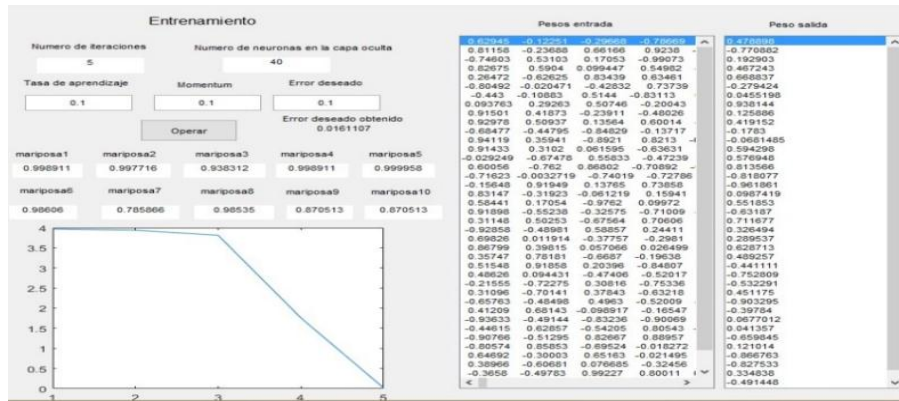 Entrenamiento
Numero de iteraciones
Numero de neuronas en la capa oculta
5
40
Tasa de aprendizaje
Momentum
Error deseado
0.1
0.1
0.1
Operar
Error deseado obtenido
0.0161107
mariposa1 mariposa2 mariposa3 mariposa4 mariposa5
0.998911 0.997716 0.938312 0.998911 0.999958
mariposa6 mariposa7 mariposa8 mariposa9 mariposa10
0.98606 0.785866 0.98535 0.870513 0.870513
4
3.5
3
2.5
2
1.5
1
0.5
0
1 2 3 4 5
Pesos entrada
0.62945 -0.12251 -0.29668 -0.78669
0.81158 -0.23688 0.66166 0.9238
-0.74603 0.53103 0.17053 -0.99073
0.82675 0.5904 0.099447 0.54982
0.26472 -0.62625 0.83439 0.63461
-0.80492 -0.020471 -0.42832 0.73739
-0.443 -0.10883 0.5144 -0.83113
0.093763 0.29263 0.50746 -0.20043
0.91501 0.41873 -0.23911 -0.48026
0.92978 0.50937 0.13564 0.60014
-0.68477 -0.44795 -0.84829 -0.13717
0.94119 0.35941 -0.8921 0.8213
0.91433 0.3102 0.061595 -0.63631
-0.029249 -0.67478 0.55833 -0.47239
0.60056 -0.762 0.86802 -0.70892
-0.71623 -0.0032719 -0.74019 -0.72786
-0.15648 0.91949 0.13765 0.73858
0.83147 -0.31923 -0.061219 0.15941
0.58441 0.17054 -0.9762 0.09972
0.91898 -0.55238 -0.32575 -0.71009
0.31148 0.50253 -0.67564 0.70606
-0.92858 -0.48981 0.58857 0.24411
0.69826 0.011914 -0.37757 -0.2981
0.86799 0.39815 0.057066 0.026499
0.35747 0.78181 -0.6687 -0.19638
0.51548 0.91858 0.20396 -0.84807
0.48626 0.094431 -0.47406 -0.52017
-0.21555 -0.72275 0.30816 -0.75336
0.31096 -0.70141 0.37843 -0.63218
-0.65763 -0.48498 0.4963 -0.52009
0.41209 0.68143 -0.098917 -0.16547
-0.93633 -0.49144 -0.83236 -0.90069
-0.44615 0.62857 -0.54205 0.80543
-0.90766 -0.51295 0.82667 0.88957
-0.80574 0.85853 -0.69524 -0.018272
0.64692 -0.30003 0.65163 -0.021495
0.38966 -0.60681 0.076685 -0.32456
-0.3658 -0.49783 0.99227 0.80011
Peso salida
0.478898
-0.770882
0.192903
0.467243
0.668837
-0.279424
0.0455198
0.938144
0.125886
0.419152
-0.1783
-0.0681485
0.594298
0.576948
0.813566
-0.818077
-0.961861
0.0987419
0.551853
-0.63187
0.711677
0.326494
0.289537
0.628713
0.489257
-0.441111
-0.752809
-0.532291
0.451175
-0.903295
-0.39784
0.0677012
0.041357
-0.659845
0.121014
-0.866763
-0.827533
0.334838
-0.491448